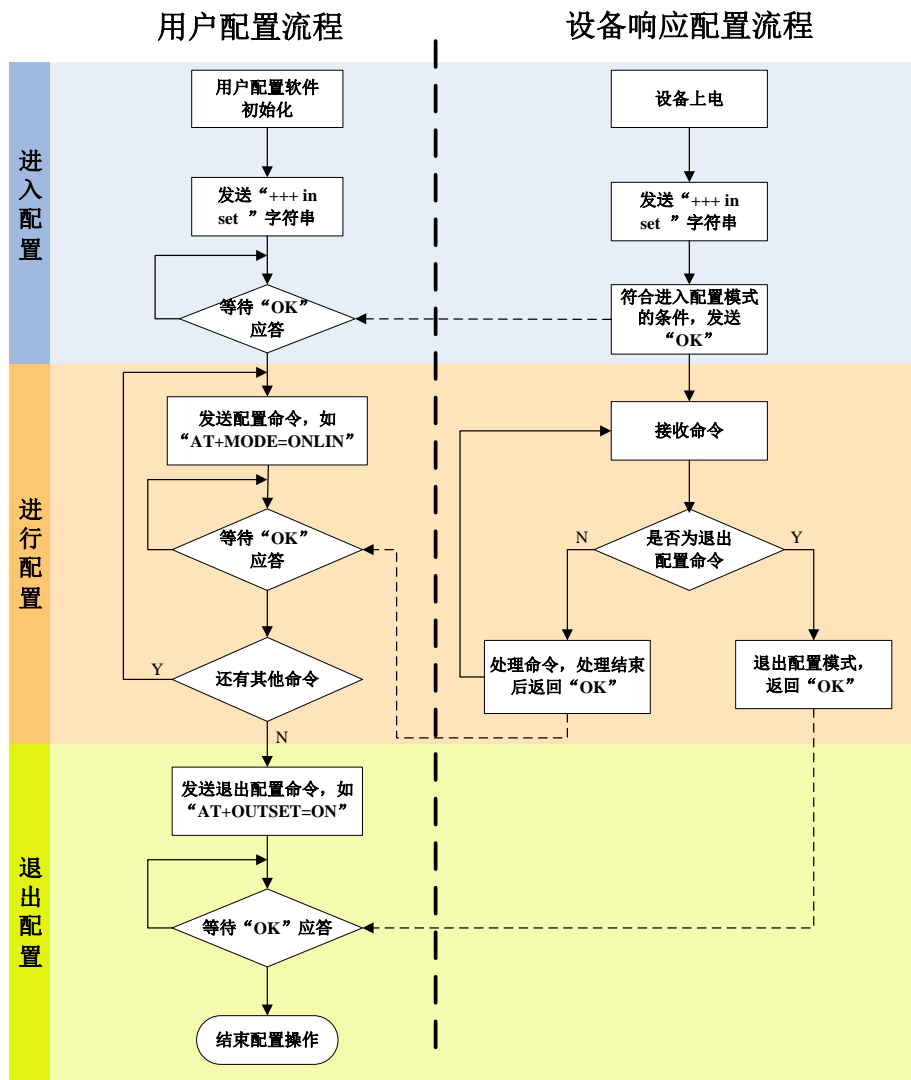 用户配置流程
设备响应配置流程
进入配置
用户配置软件
初始化
发送“+++ in
set ”字符串
等待“OK”
应答
设备上电
发送“+++ in
set ”字符串
符合进入配置模式
的条件，发送
“OK”
进行配置
发送配置命令，如
“AT+MODE=ONLIN”
等待“OK”
应答
还有其他命令
Y
N
接收命令
是否为退出
配置命令
N
Y
处理命令，处理结束
后返回“OK”
退出配置模式，
返回“OK”
退出配置
发送退出配置命令，如
“AT+OUTSET=ON”
等待“OK”应答
结束配置操作